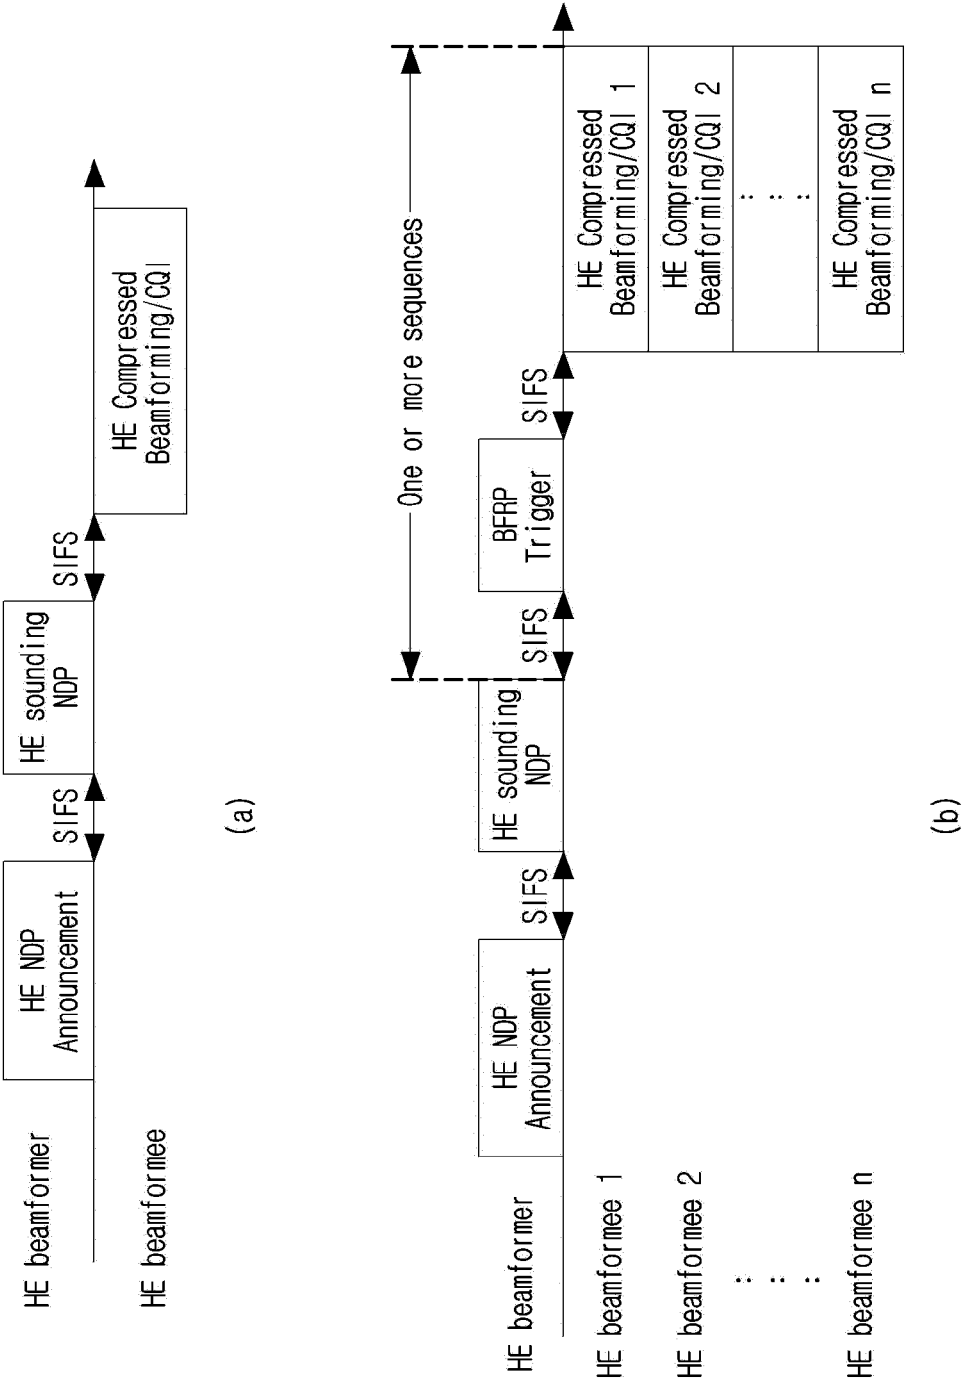 HE beamformer
HE NDP
Announcement
SIFS
HE sounding
NDP
SIFS
HE beamformee
HE Compressed
Beamforming/CQI
(a)
One or more sequences
HE beamformer
HE NDP
Announcement
SIFS
HE sounding
NDP
SIFS
BFRP
Trigger
SIFS
HE beamformee 1
HE Compressed
Beamforming/CQI 1
HE beamformee 2
HE Compressed
Beamforming/CQI 2
HE beamformee n
HE Compressed
Beamforming/CQI n
(b)